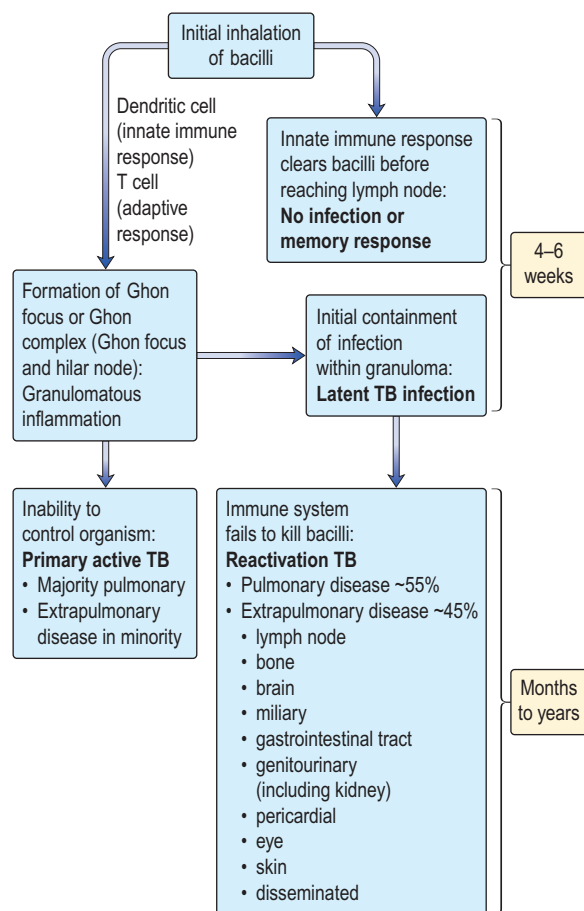 Initial inhalation
of bacilli
Dendritic cell
(innate immune
response)
T cell
(adaptive
response)
Innate immune response
clears bacilli before
reaching lymph node:
No infection or
memory response
4–6
weeks
Formation of Ghon
focus or Ghon
complex (Ghon focus
and hilar node):
Granulomatous
inflammation
Initial containment
of infection
within granuloma:
Latent TB infection
Inability to
control organism:
Primary active TB
• Majority pulmonary
• Extrapulmonary
disease in minority
Immune system
fails to kill bacilli:
Reactivation TB
• Pulmonary disease ~55%
• Extrapulmonary disease ~45%
• lymph node
• bone
• brain
• miliary
• gastrointestinal tract
• genitourinary
(including kidney)
• pericardial
• eye
• skin
• disseminated
Months
to years